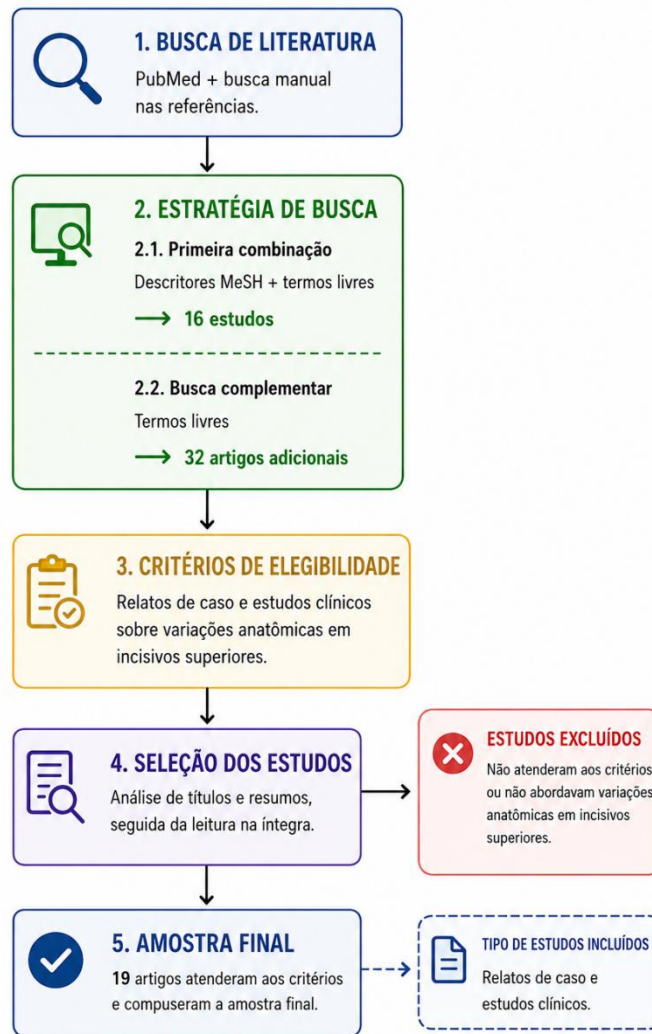 1. BUSCA DE LITERATURA
PubMed + busca manual
nas referências.
2. ESTRATÉGIA DE BUSCA
2.1. Primeira combinação
Descritores MeSH + termos livres
16 estudos
2.2. Busca complementar
Termos livres
32 artigos adicionais
3. CRITÉRIOS DE ELEGIBILIDADE
Relatos de caso e estudos clínicos
sobre variações anatômicas em
incisivos superiores.
4. SELEÇÃO DOS ESTUDOS
Análise de títulos e resumos,
seguida da leitura na íntegra.
ESTUDOS EXCLUÍDOS
Não atenderam aos critérios
ou não abordavam variações
anatômicas em incisivos
superiores.
5. AMOSTRA FINAL
19 artigos atenderam aos critérios
e compuseram a amostra final.
TIPO DE ESTUDOS INCLUÍDOS
Relatos de caso e
estudos clínicos.